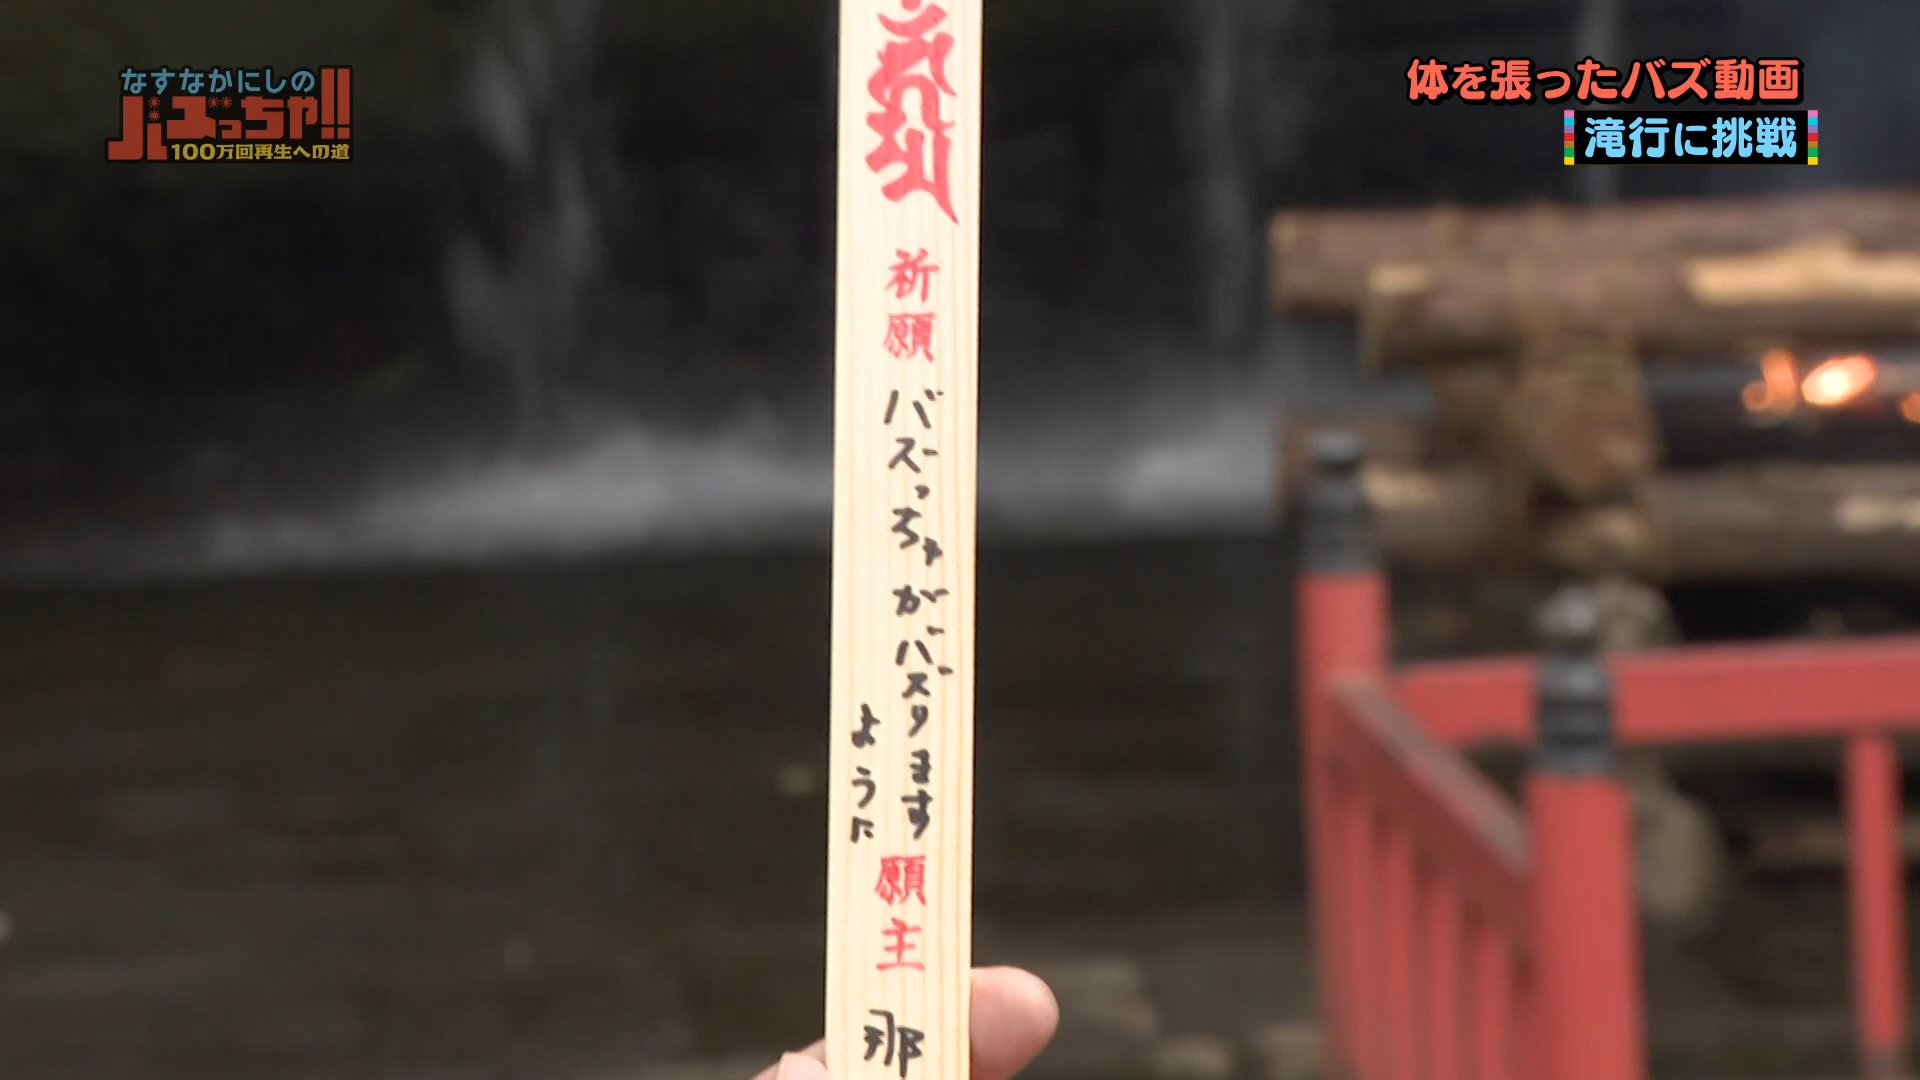 なすなかにしの
バズっちゃ!!
100万回再生への道
体を張ったバズ動画
滝行に挑戦
祈願
バズっちゃがバズります
ように
願主
那